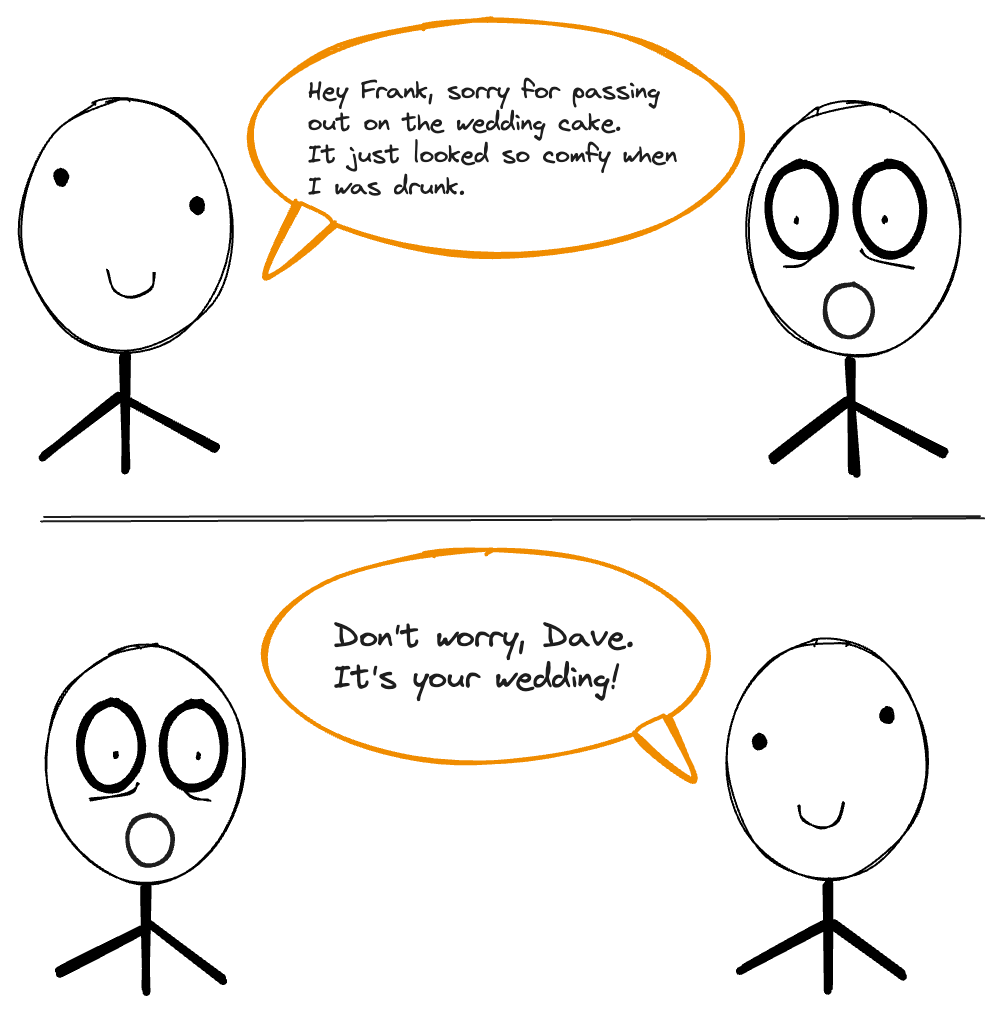 Hey Frank, sorry for passing
out on the wedding cake.
It just looked so comfy when
I was drunk.
Don't worry, Dave.
It's your wedding!